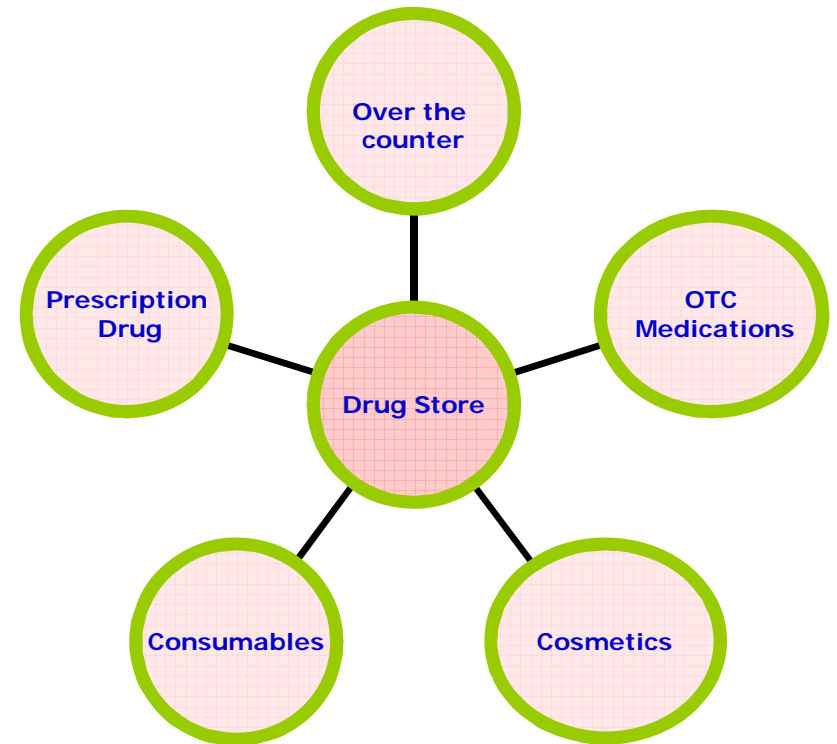 Over the
counter
Prescription
Drug
OTC
Medications
Drug Store
Consumables
Cosmetics